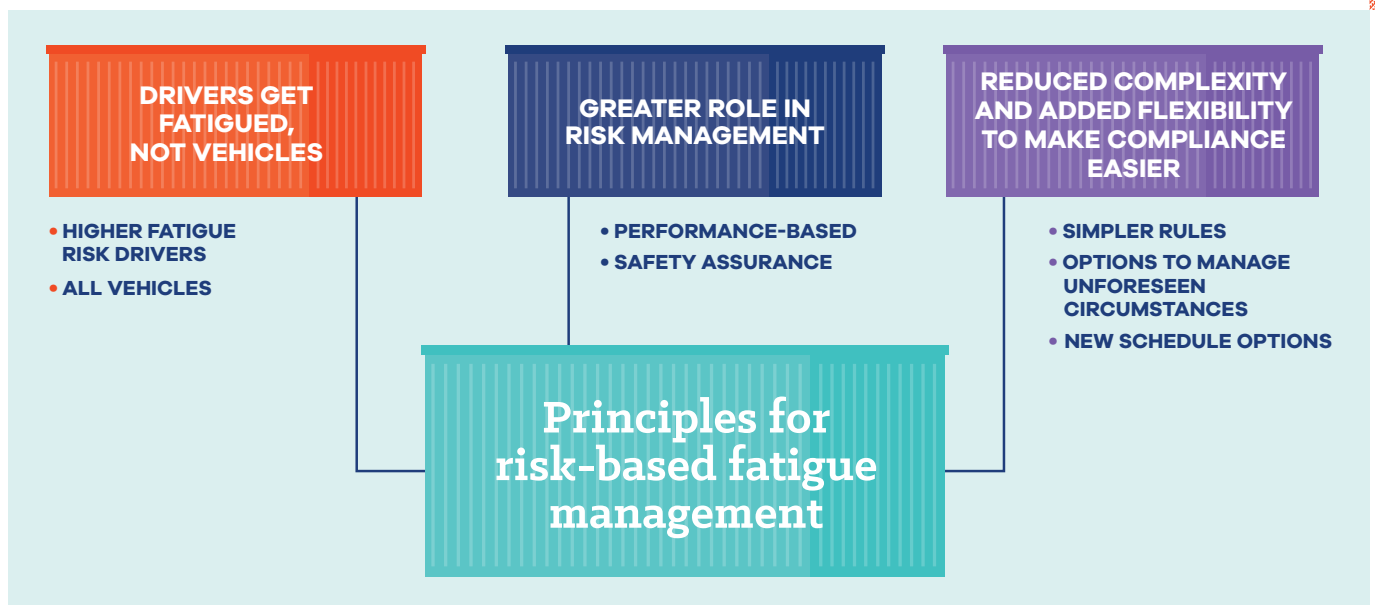 DRIVERS GET
FATIGUED,
NOT VEHICLES
• HIGHER FATIGUE
RISK DRIVERS
• ALL VEHICLES
GREATER ROLE IN
RISK MANAGEMENT
• PERFORMANCE-BASED
• SAFETY ASSURANCE
REDUCED COMPLEXITY
AND ADDED FLEXIBILITY
TO MAKE COMPLIANCE
EASIER
• SIMPLER RULES
• OPTIONS TO MANAGE
UNFORESEEN
CIRCUMSTANCES
• NEW SCHEDULE OPTIONS
Principles for
risk-based fatigue
management